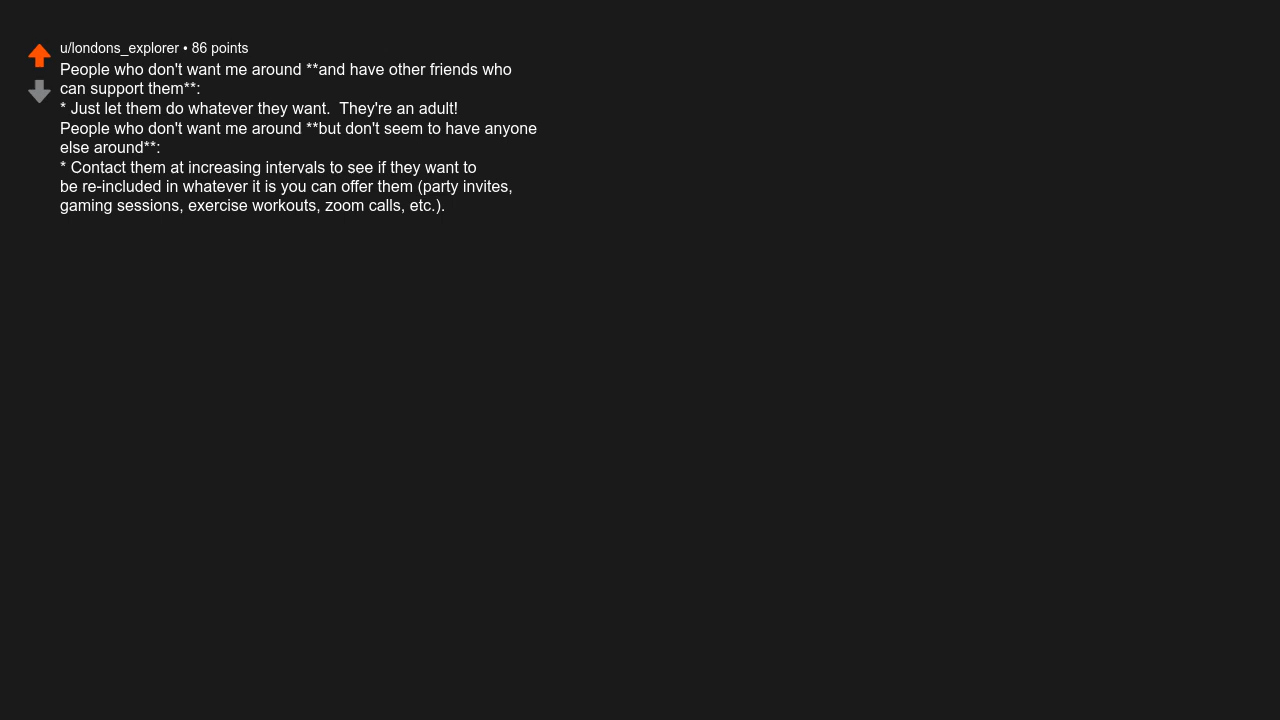 u/londons_explorer • 86 points
People who don't want me around **and have other friends who
can support them**:
* Just let them do whatever they want.  They're an adult!
People who don't want me around **but don't seem to have anyone
else around**:
* Contact them at increasing intervals to see if they want to
be re-included in whatever it is you can offer them (party invites,
gaming sessions, exercise workouts, zoom calls, etc.).